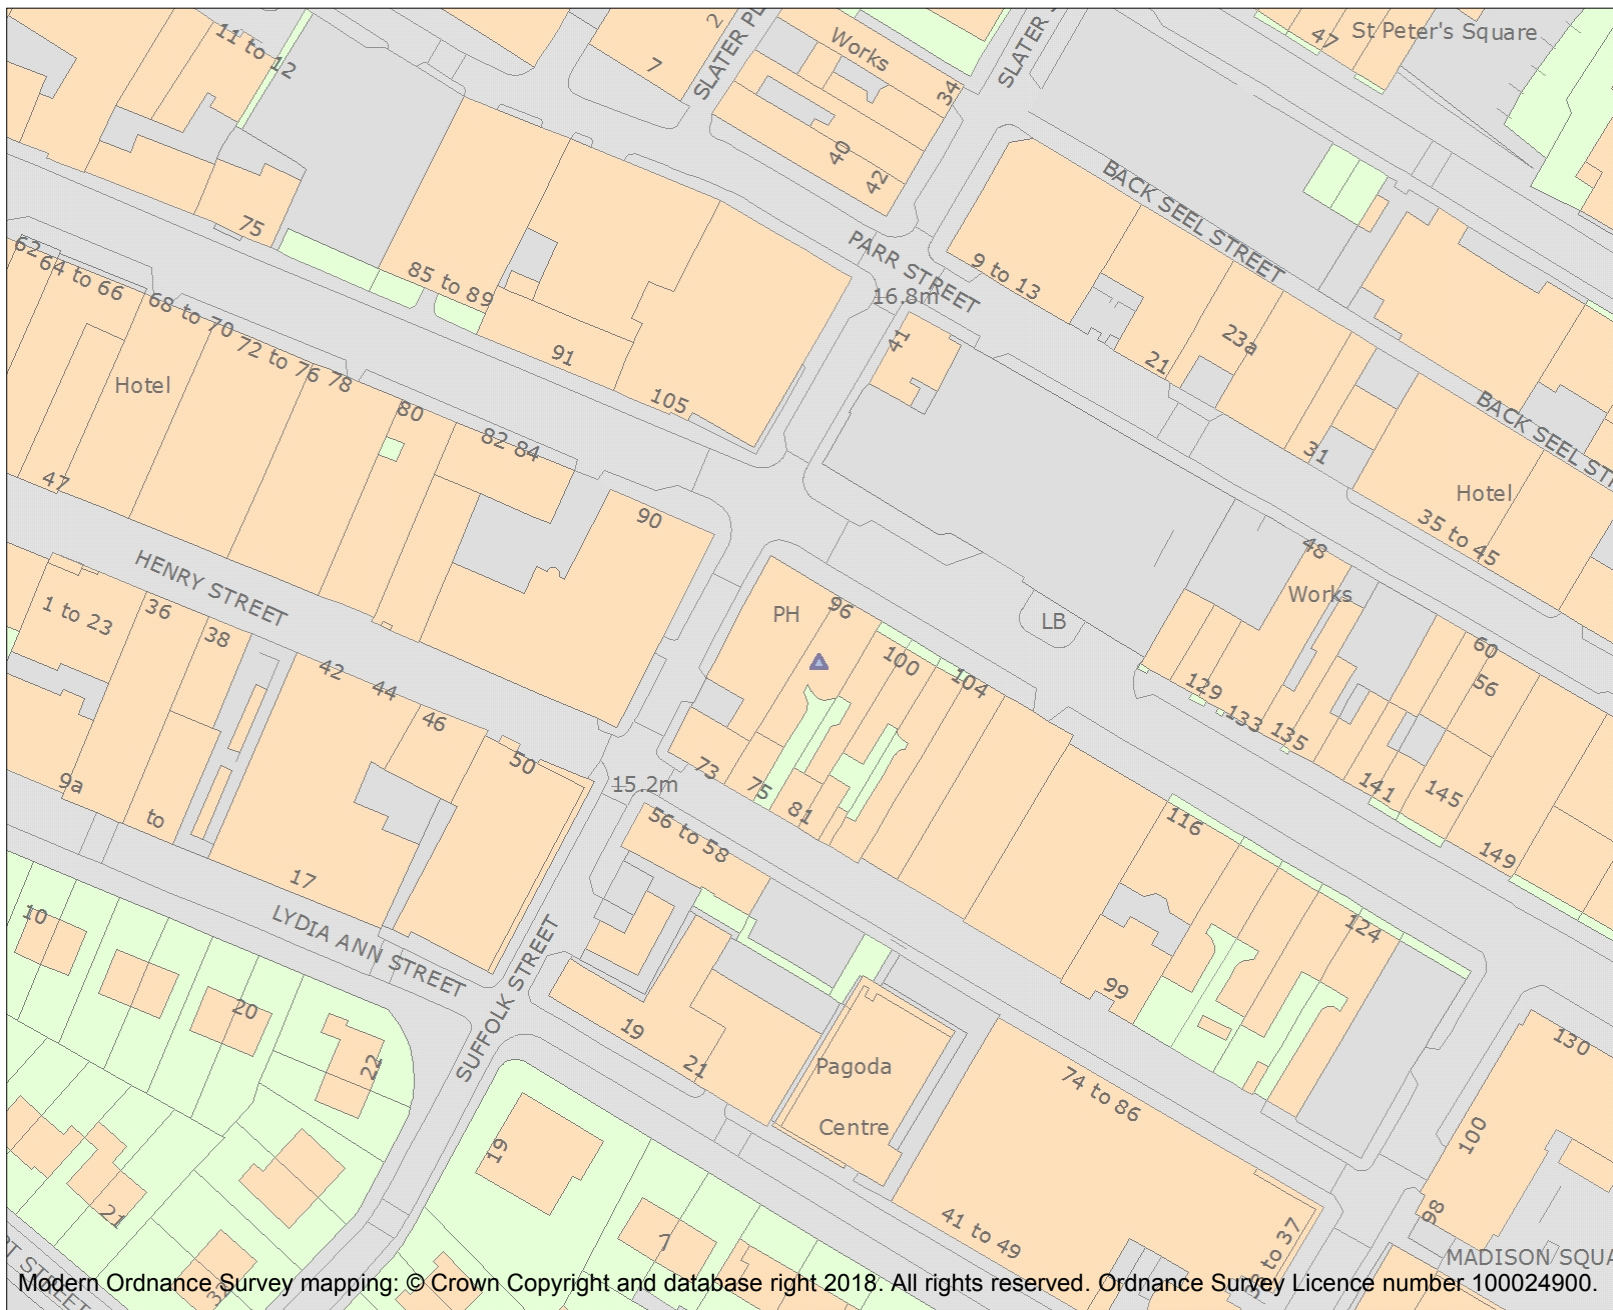 11 to 12
2
SLATER PL
7
Works
34
SLATER
47
St Peter's Square
40
42
75
BACK SEEL STREET
PARR STREET
9 to 13
16.8m
62
64 to 66
68 to 70
72 to 76
78
85 to 89
91
105
41
21
23a
31
BACK SEEL ST
Hotel
80
82
84
Hotel
35 to 45
47
90
48
Works
HENRY STREET
1 to 23
36
38
PH
96
LB
100
104
60
56
42
44
46
50
129
133
135
141
145
149
73
75
81
15.2m
9a
to
56 to 58
116
17
10
LYDIA ANN STREET
SUFFOLK STREET
124
99
20
22
19
21
Pagoda
Centre
74 to 86
130
100
19
21
98
7
41 to 49
35 to 37
MADISON SQUA
RT STREET
Modern Ordnance Survey mapping: © Crown Copyright and database right 2018. All rights reserved. Ordnance Survey Licence number 100024900.